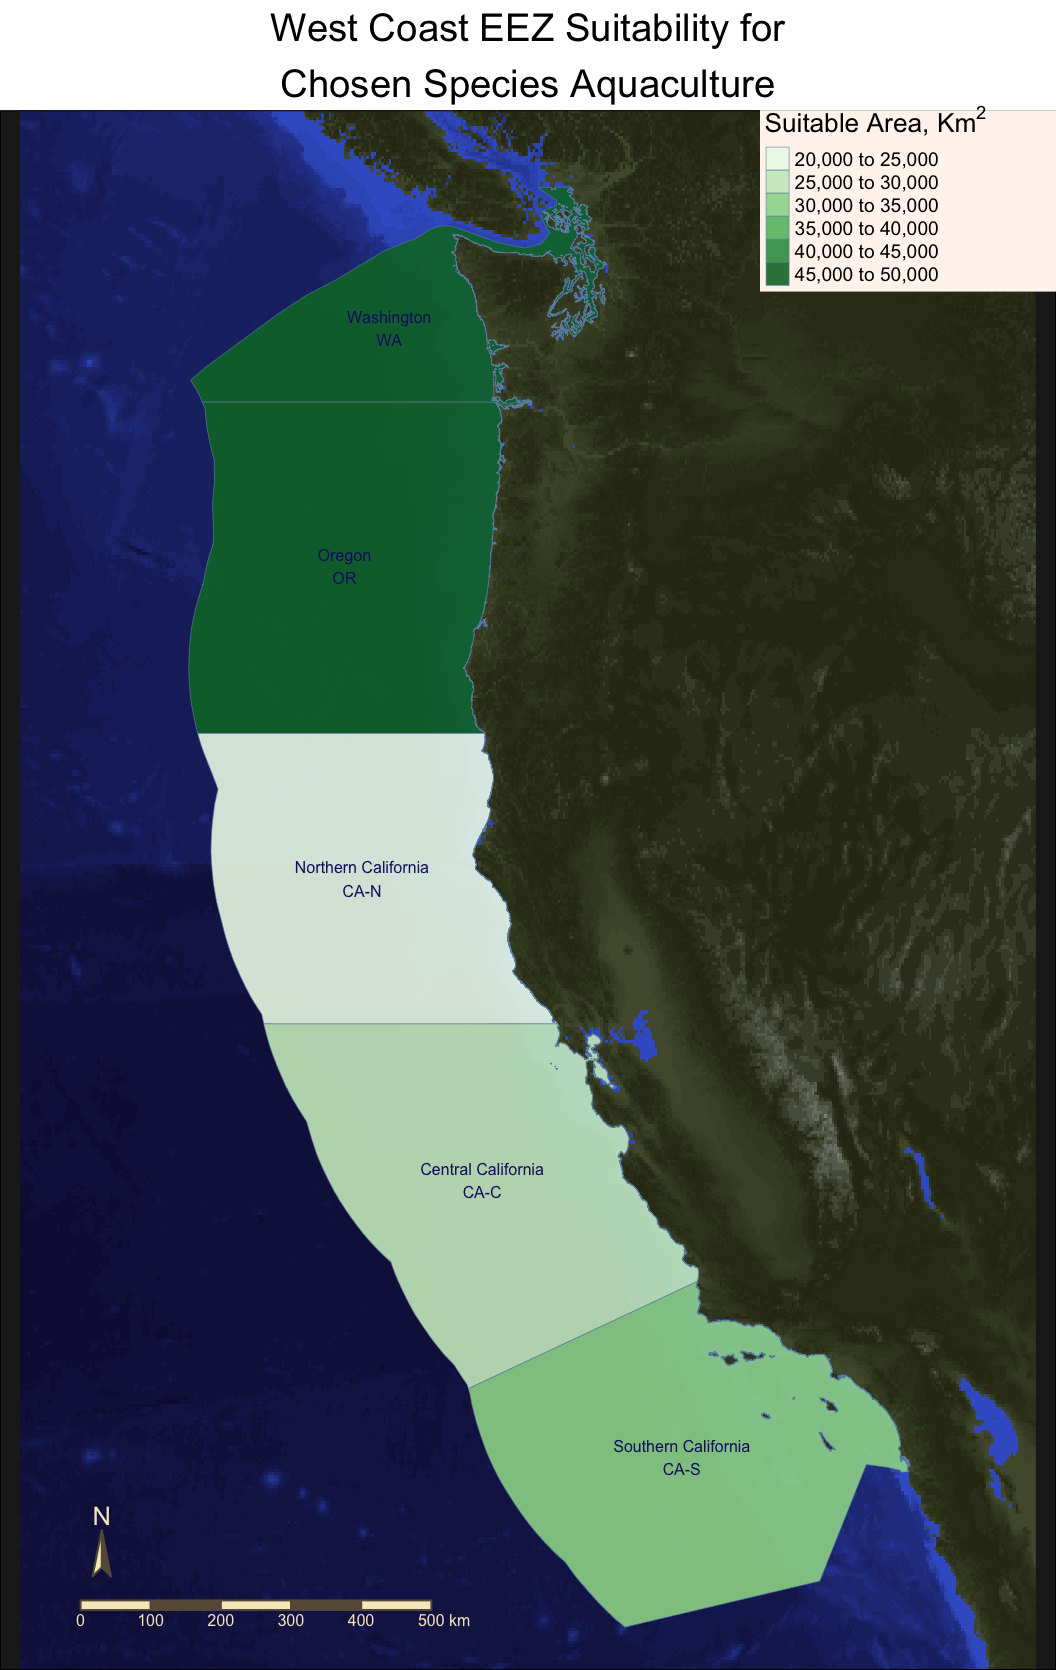 West Coast EEZ Suitability for
Chosen Species Aquaculture
Suitable Area, Km²
20,000 to 25,000
25,000 to 30,000
30,000 to 35,000
35,000 to 40,000
40,000 to 45,000
45,000 to 50,000
Washington
WA
Oregon
OR
Northern California
CA-N
Central California
CA-C
Southern California
CA-S
N
0 100 200 300 400 500 km